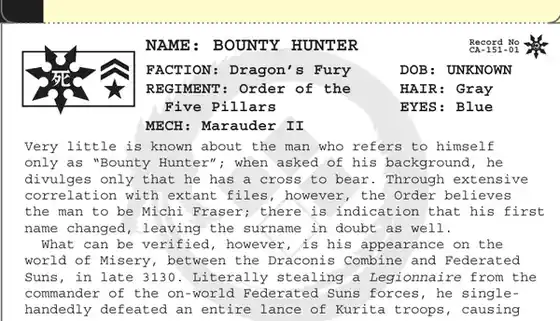 NAME: BOUNTY HUNTER
Record No
CA-151-01
死
FACTION: Dragon’s Fury
DOB: UNKNOWN
REGIMENT: Order of the
Five Pillars
HAIR: Gray
EYES: Blue
MECH: Marauder II
Very little is known about the man who refers to himself
only as “Bounty Hunter”; when asked of his background, he
divulges only that he has a cross to bear. Through extensive
correlation with extant files, however, the Order believes
the man to be Michi Fraser; there is indication that his first
name changed, leaving the surname in doubt as well.
What can be verified, however, is his appearance on the
world of Misery, between the Draconis Combine and Federated
Suns, in late 3130. Literally stealing a Legionnaire from the
commander of the on-world Federated Suns forces, he single-
handedly defeated an entire lance of Kurita troops, causing